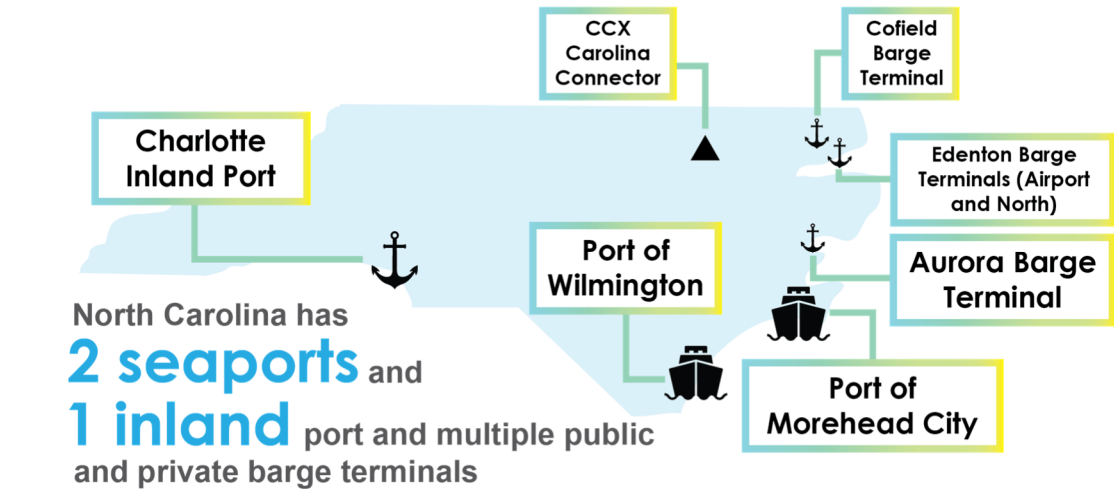 CCX
Carolina
Connector
Cofield
Barge
Terminal
Charlotte
Inland Port
Edenton Barge
Terminals (Airport
and North)
Port of
Wilmington
Aurora Barge
Terminal
Port of
Morehead City
North Carolina has
2 seaports and
1 inland port and multiple public
and private barge terminals